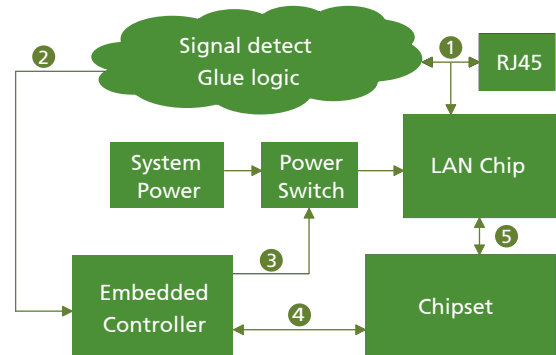 2
Signal detect
Glue logic
1
RJ45
System
Power
Power
Switch
LAN Chip
3
5
Embedded
Controller
4
Chipset